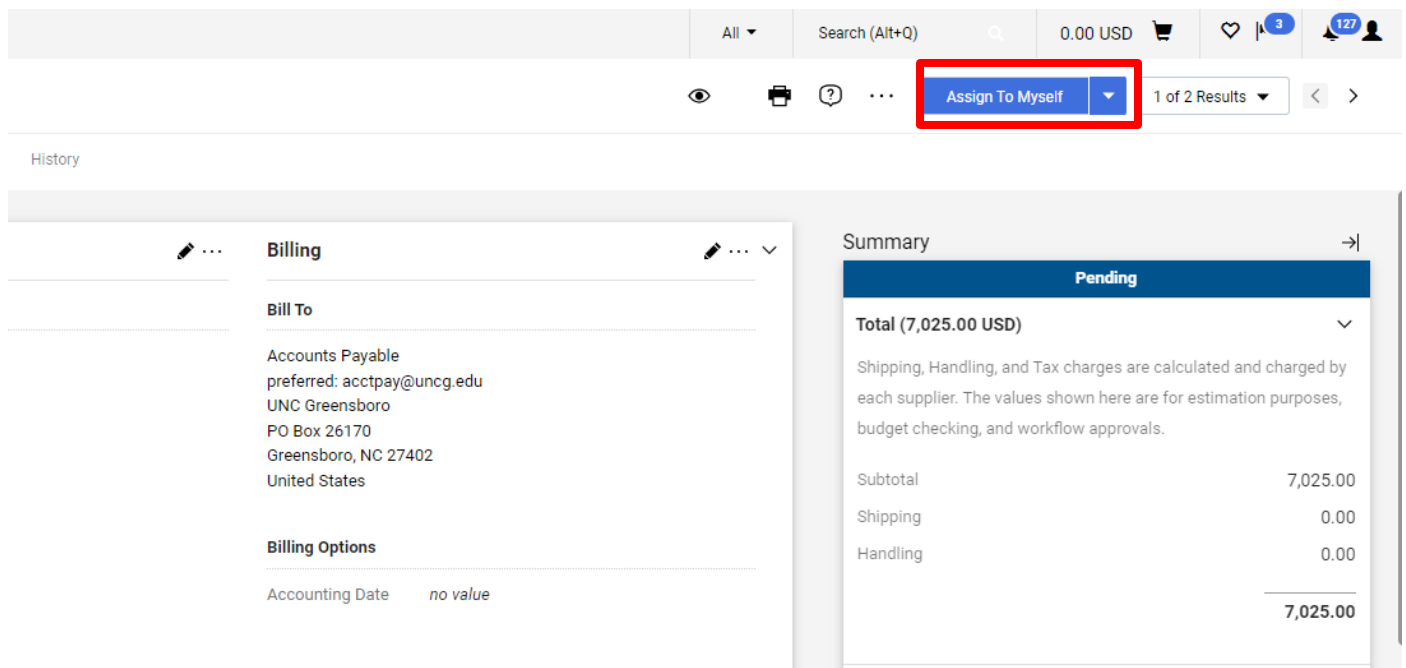 All
Search (Alt+Q)
0.00 USD
3
127
Assign To Myself
1 of 2 Results
History
Billing
Bill To
Accounts Payable
preferred: acctpay@uncg.edu
UNC Greensboro
PO Box 26170
Greensboro, NC 27402
United States
Billing Options
Accounting Date no value
Summary
Pending
Total (7,025.00 USD)
Shipping, Handling, and Tax charges are calculated and charged by
each supplier. The values shown here are for estimation purposes,
budget checking, and workflow approvals.
Subtotal 7,025.00
Shipping 0.00
Handling 0.00
7,025.00